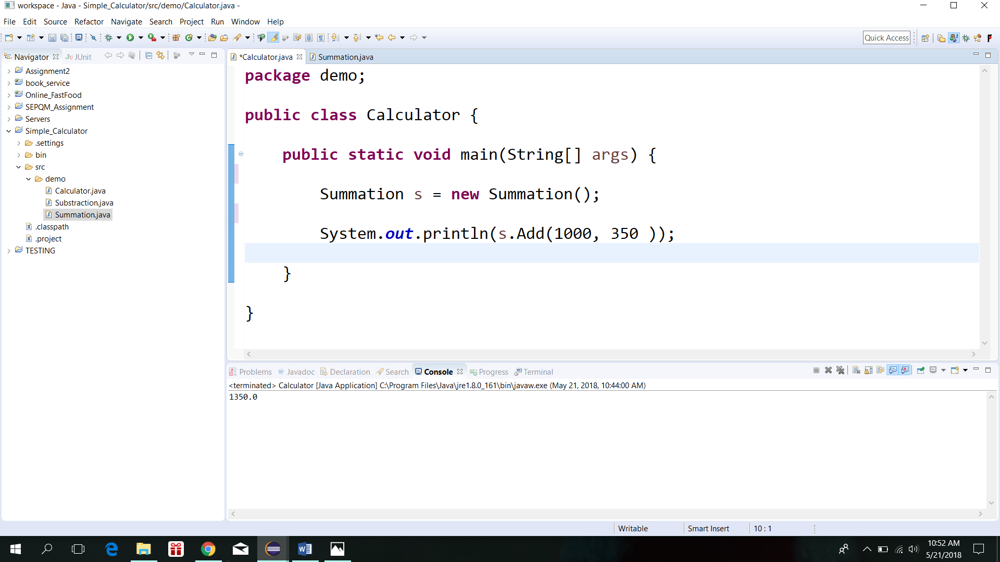 workspace - Java - Simple_Calculator/src/demo/Calculator.java -
File Edit Source Refactor Navigate Search Project Run Window Help
Quick Access
Navigator Ju JUnit
*Calculator.java Summation.java
Assignment2
book_service
Online_FastFood
SEPQM_Assignment
Servers
Simple_Calculator
.settings
bin
src
demo
Calculator.java
Substraction.java
Summation.java
.classpath
.project
TESTING
package demo;
public class Calculator {
public static void main(String[] args) {
Summation s = new Summation();
System.out.println(s.Add(1000, 350 ));
}
}
Problems @ Javadoc Declaration Search Console Progress Terminal
<terminated> Calculator [Java Application] C:\Program Files\Java\jre1.8.0_161\bin\javaw.exe (May 21, 2018, 10:44:00 AM)
1350.0
Writable Smart Insert 10 : 1
10:52 AM
5/21/2018